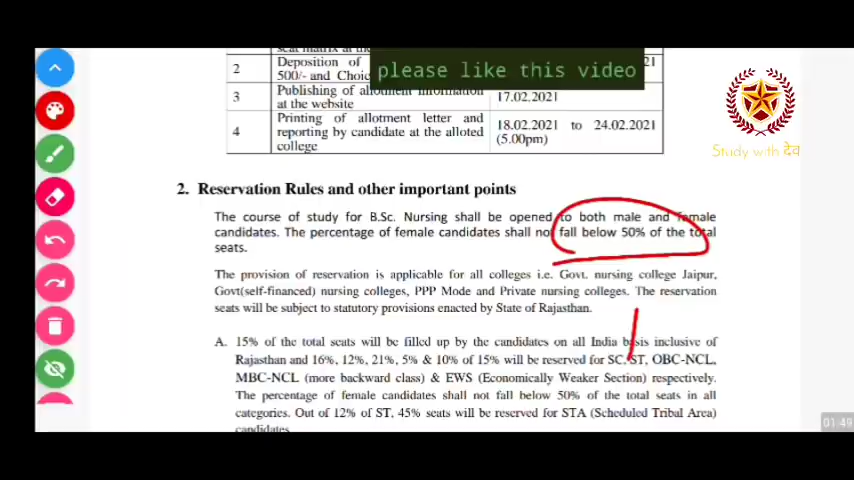 seat matrix at the
2 Deposition of 21
500/- and Choic
please like this video
3 Publishing of allotment information 17.02.2021
at the website
4 Printing of allotment letter and 18.02.2021 to 24.02.2021
reporting by candidate at the alloted (5.00pm)
college
Study with देव
2. Reservation Rules and other important points
The course of study for B.Sc. Nursing shall be opened to both male and female
candidates. The percentage of female candidates shall not fall below 50% of the total
seats.
The provision of reservation is applicable for all colleges i.e. Govt. nursing college Jaipur,
Govt(self-financed) nursing colleges, PPP Mode and Private nursing colleges. The reservation
seats will be subject to statutory provisions enacted by State of Rajasthan.
A. 15% of the total seats will be filled up by the candidates on all India basis inclusive of
Rajasthan and 16%, 12%, 21%, 5% & 10% of 15% will be reserved for SC, ST, OBC-NCL,
MBC-NCL (more backward class) & EWS (Economically Weaker Section) respectively.
The percentage of female candidates shall not fall below 50% of the total seats in all
categories. Out of 12% of ST, 45% seats will be reserved for STA (Scheduled Tribal Area)
candidates
01:49